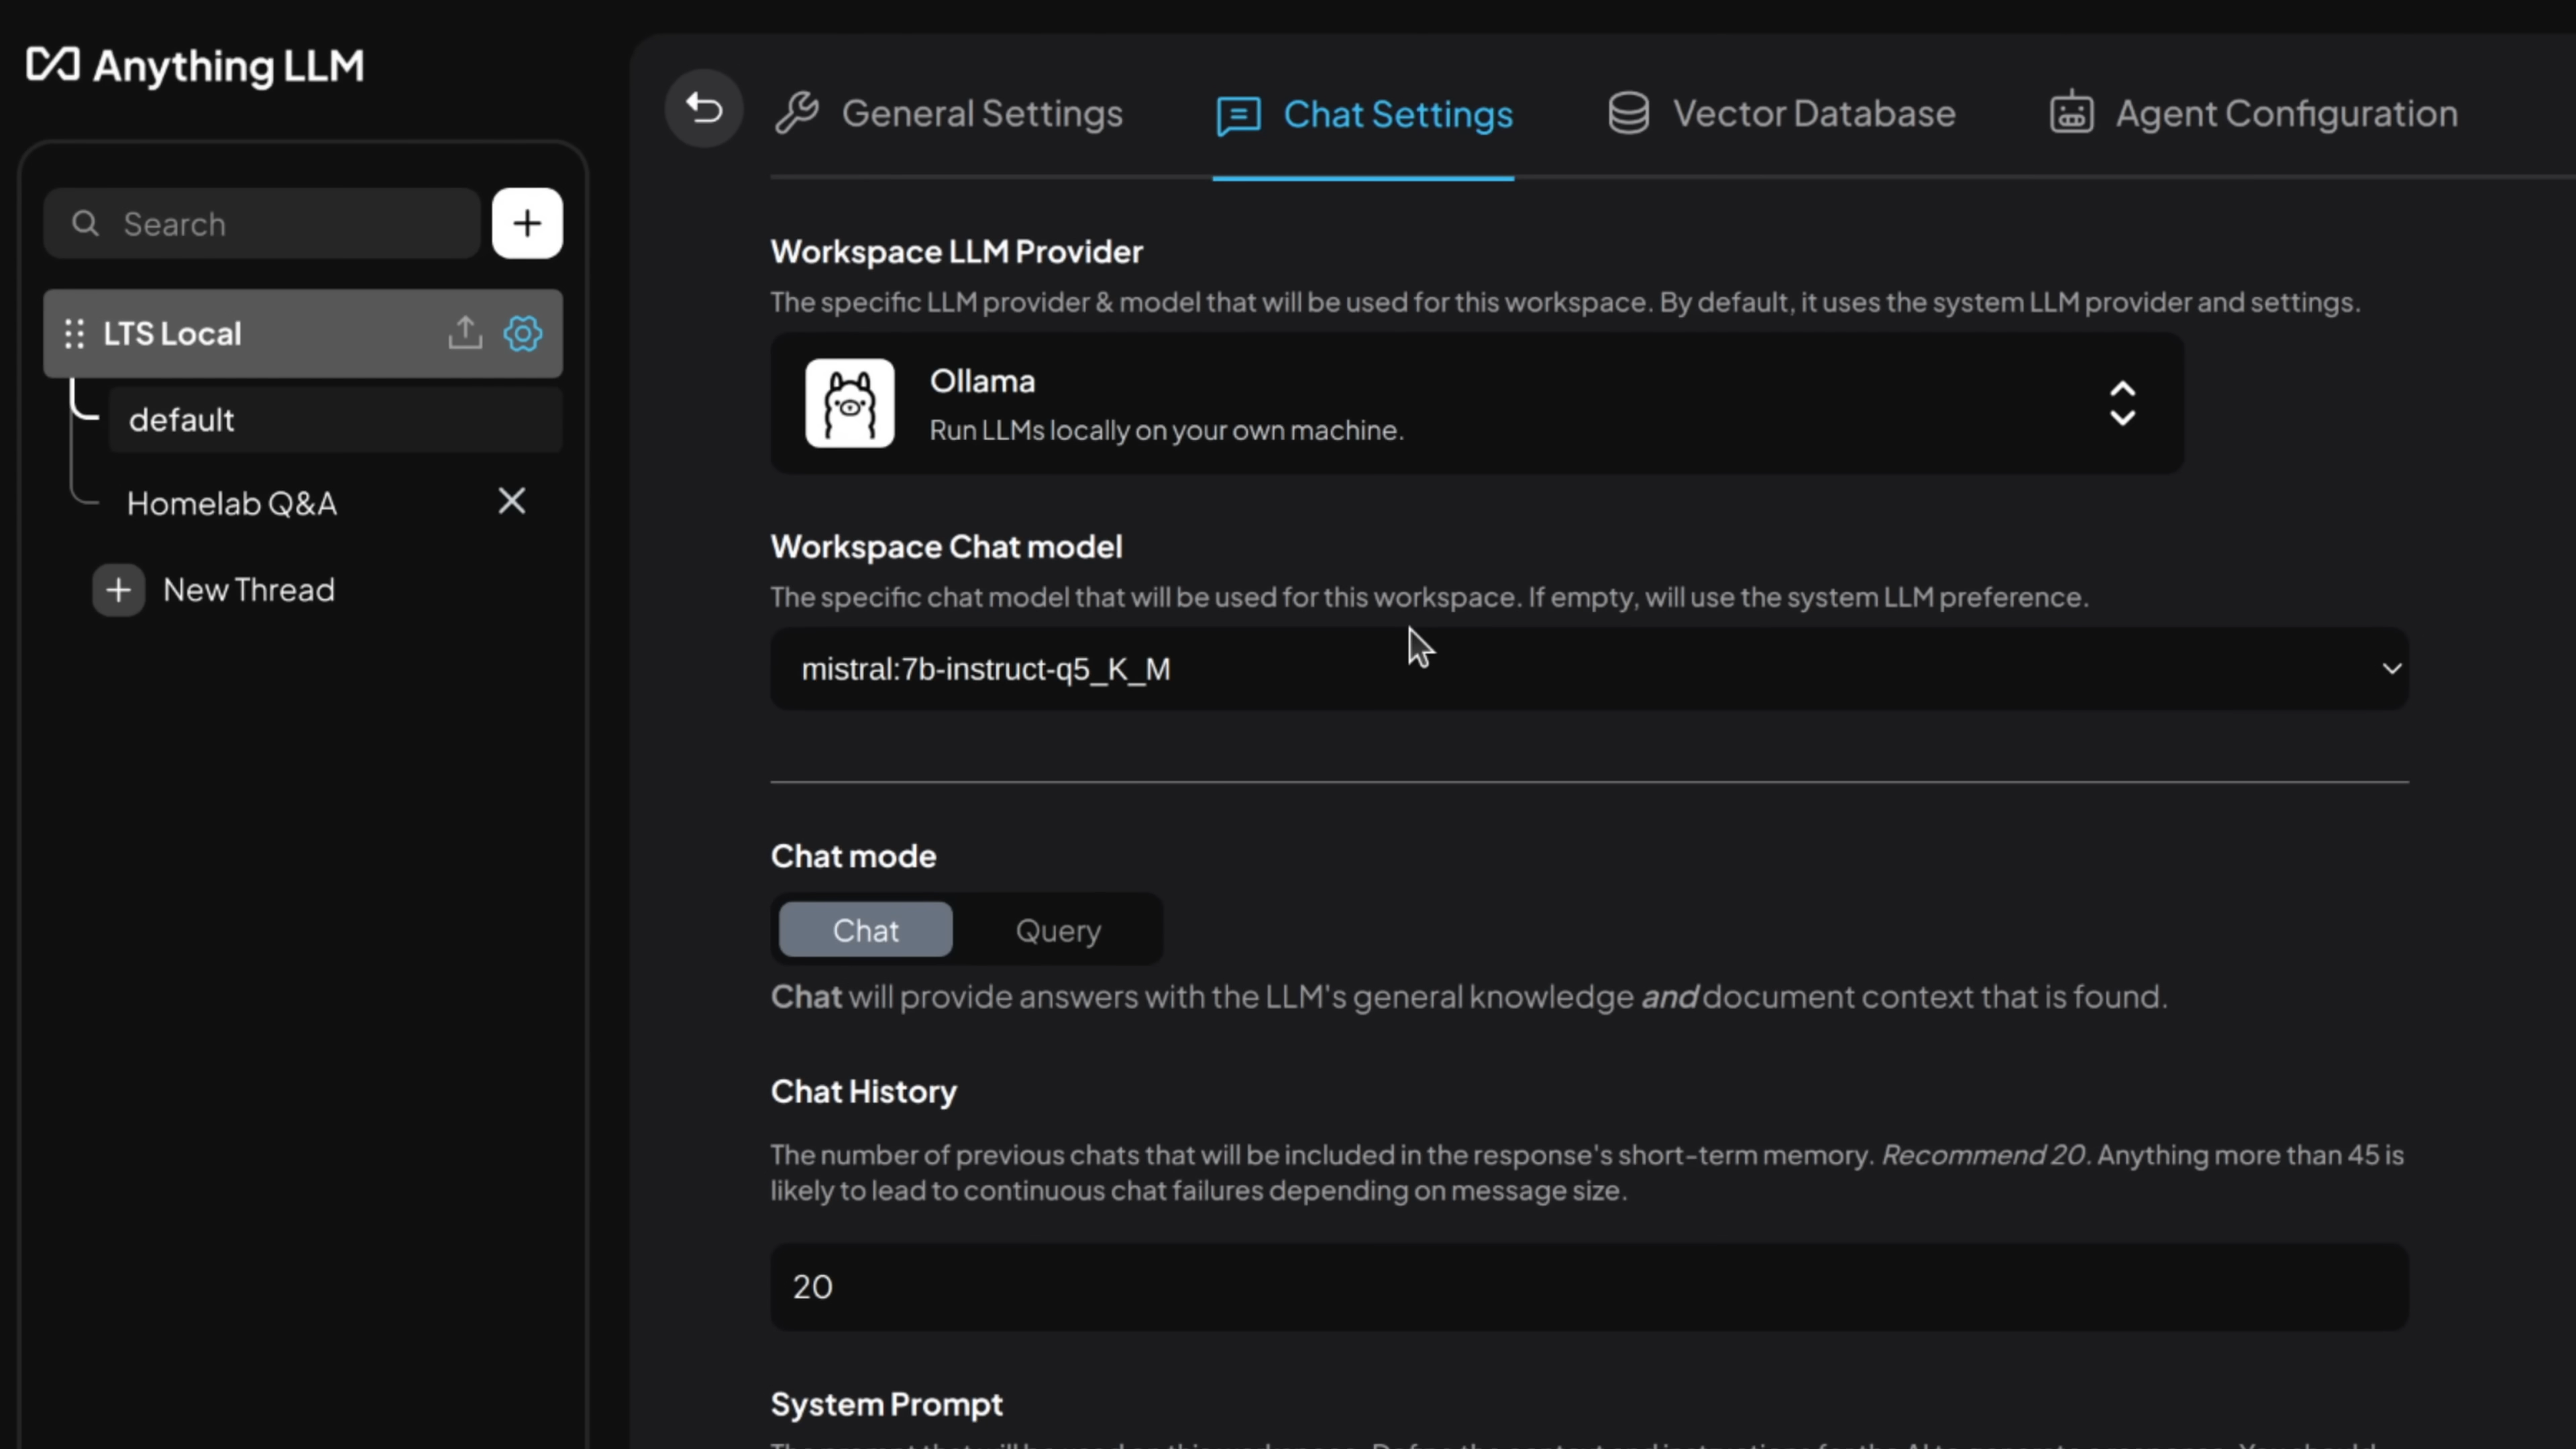 Anything LLM
Search
LTS Local
default
Homelab Q&A
New Thread
General Settings
Chat Settings
Vector Database
Agent Configuration
Workspace LLM Provider
The specific LLM provider & model that will be used for this workspace. By default, it uses the system LLM provider and settings.
Ollama
Run LLMs locally on your own machine.
Workspace Chat model
The specific chat model that will be used for this workspace. If empty, will use the system LLM preference.
mistral:7b-instruct-q5_K_M
Chat mode
Chat
Query
Chat will provide answers with the LLM's general knowledge and document context that is found.
Chat History
The number of previous chats that will be included in the response's short-term memory. Recommend 20. Anything more than 45 is
likely to lead to continuous chat failures depending on message size.
20
System Prompt